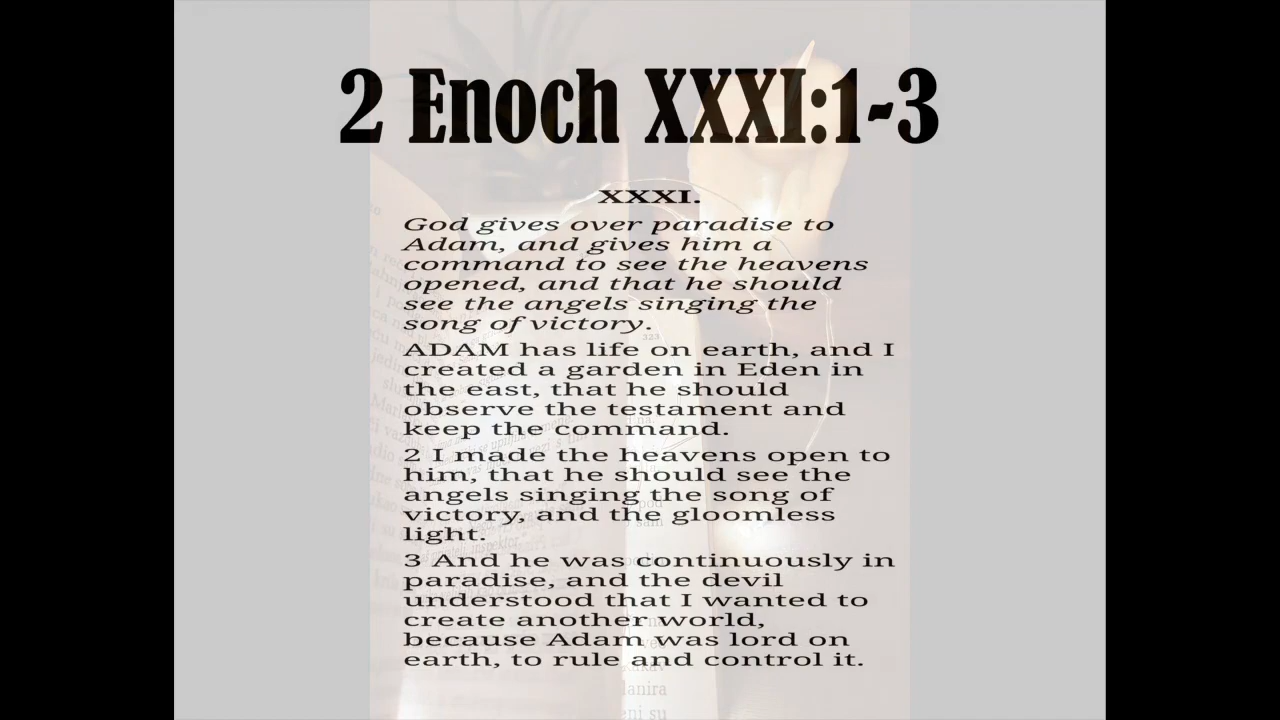 2 Enoch XXXI:1-3
XXXI.
God gives over paradise to
Adam, and gives him a
command to see the heavens
opened, and that he should
see the angels singing the
song of victory.
ADAM has life on earth, and I
created a garden in Eden in
the east, that he should
observe the testament and
keep the command.
2 I made the heavens open to
him, that he should see the
angels singing the song of
victory, and the gloomless
light.
3 And he was continuously in
paradise, and the devil
understood that I wanted to
create another world,
because Adam was lord on
earth, to rule and control it.
323